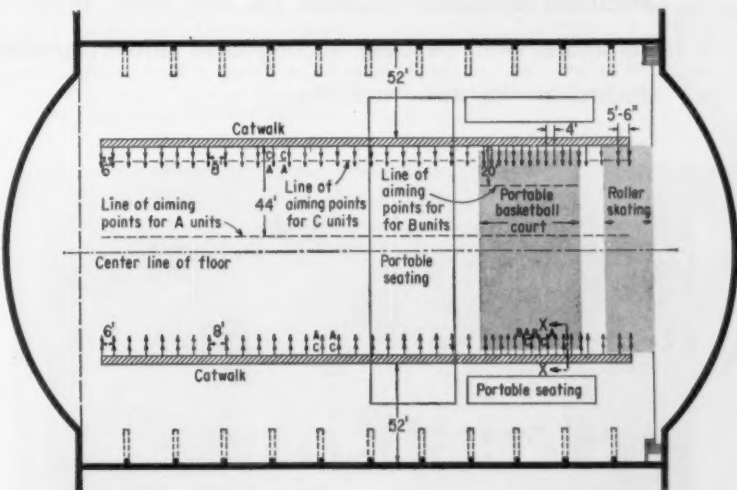 52'
5'-6"
4'
Catwalk
6'
8'
C C
A A
20'
44'
Line of aiming points for A units
Line of
aiming points
for C units
Line of
aiming points
for for B units
Portable
basketball
court
Roller
skating
Center line of floor
Portable
seating
6'
8'
A A
C C
X
X
Catwalk
Portable seating
52'